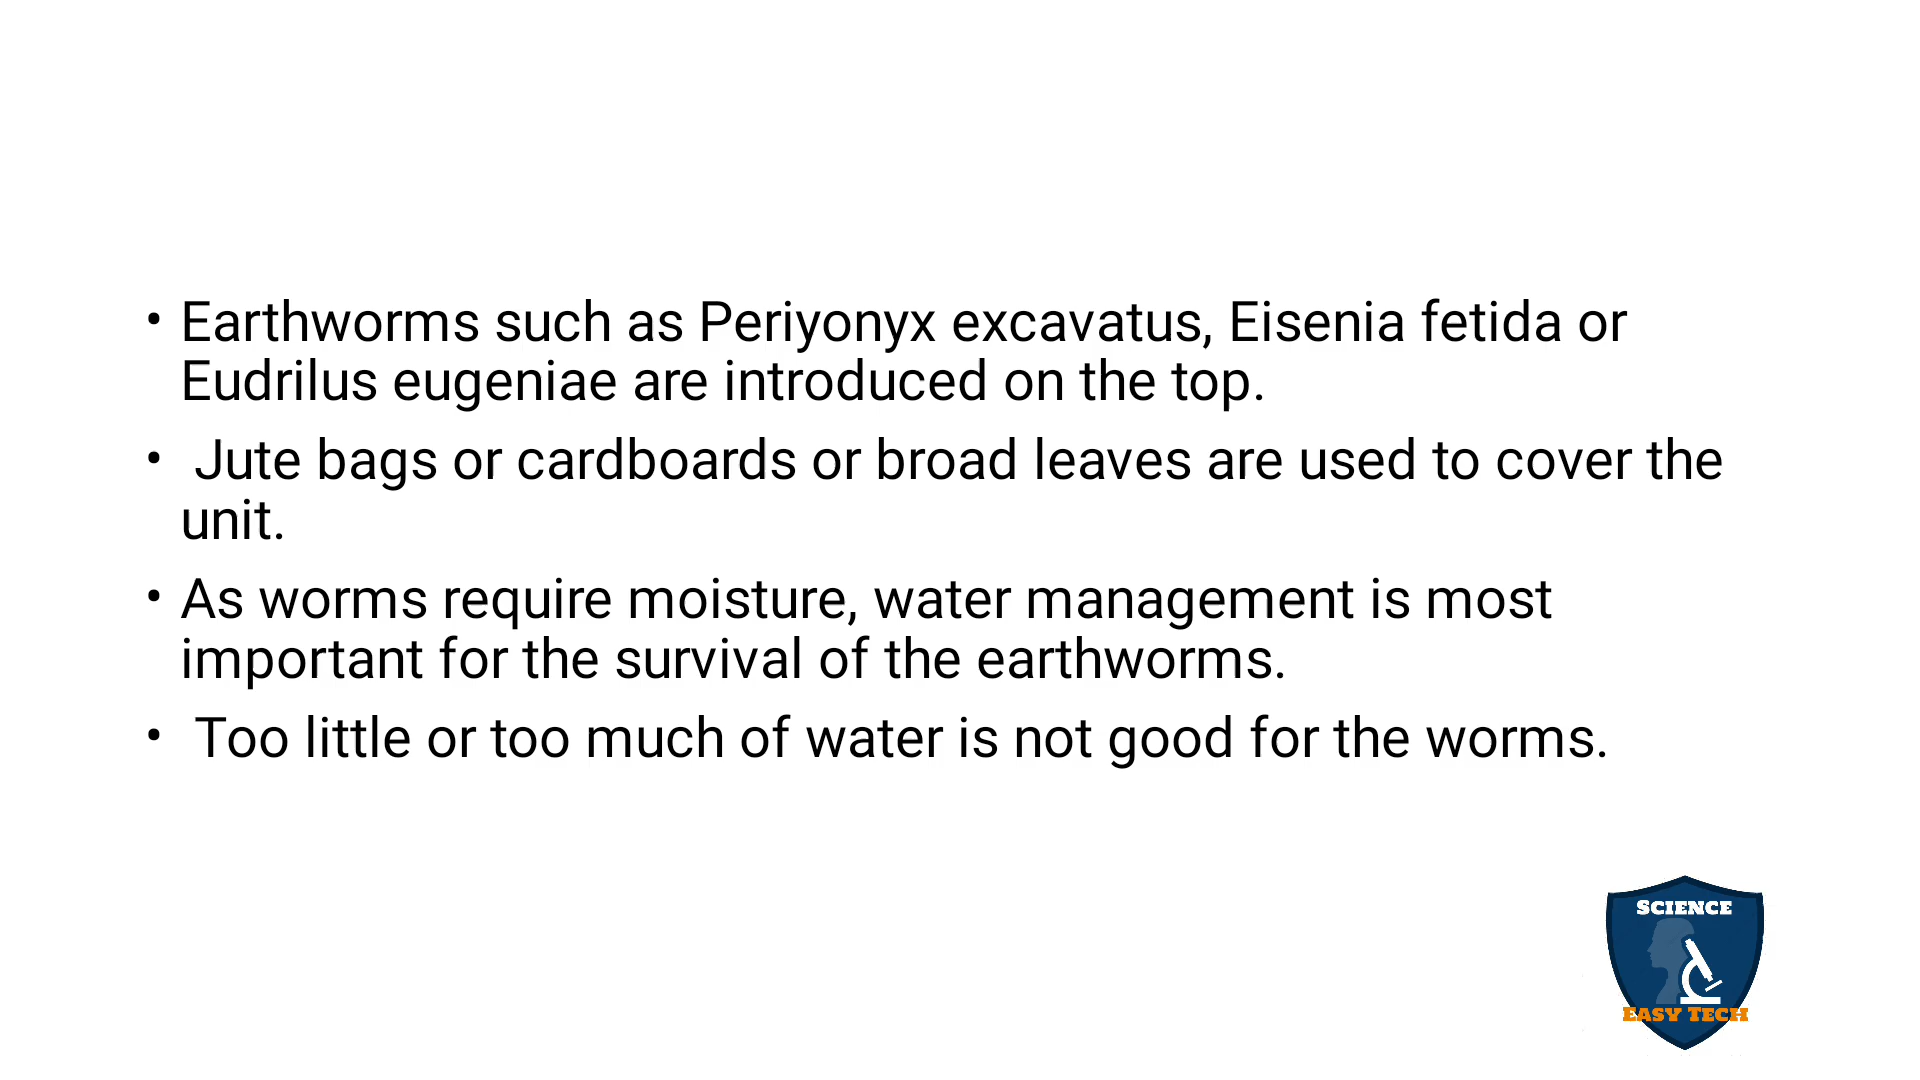 • Earthworms such as Periyonyx excavatus, Eisenia fetida or
Eudrilus eugeniae are introduced on the top.
• Jute bags or cardboards or broad leaves are used to cover the
unit.
• As worms require moisture, water management is most
important for the survival of the earthworms.
• Too little or too much of water is not good for the worms.
SCIENCE
EASY TECH